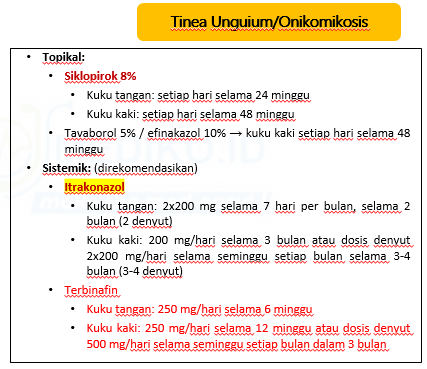 Tinea Unguium/Onikomikosis
• Topikal:
• Siklopirok 8%
• Kuku tangan: setiap hari selama 24 minggu
• Kuku kaki: setiap hari selama 48 minggu
• Tavaborol 5% / efinakazol 10% → kuku kaki setiap hari selama 48
minggu
• Sistemik: (direkomendasikan)
• Itrakonazol
• Kuku tangan: 2x200 mg selama 7 hari per bulan, selama 2
bulan (2 denyut)
• Kuku kaki: 200 mg/hari selama 3 bulan atau dosis denyut
2x200 mg/hari selama seminggu setiap bulan selama 3-4
bulan (3-4 denyut)
• Terbinafin
• Kuku tangan: 250 mg/hari selama 6 minggu
• Kuku kaki: 250 mg/hari selama 12 minggu atau dosis denyut
500 mg/hari selama seminggu setiap bulan dalam 3 bulan